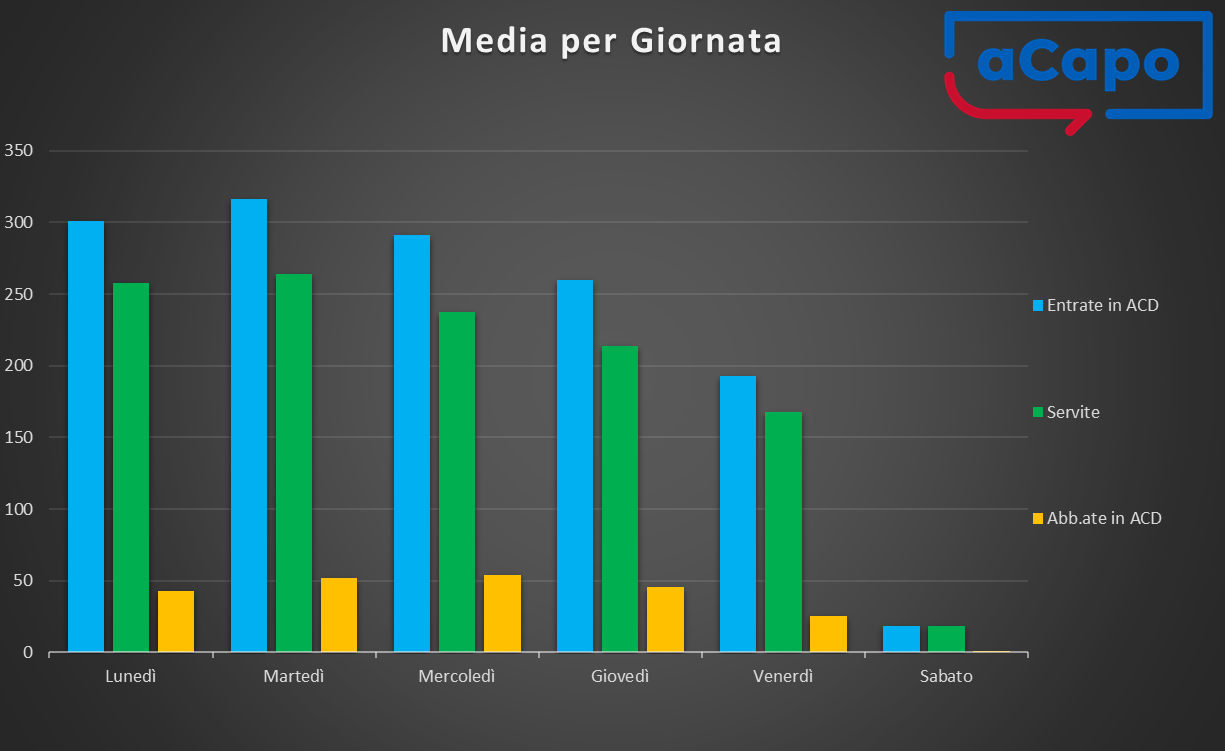 Media per Giornata
aCapo
350
300
250
200
150
100
50
0
Lunedì Martedì Mercoledì Giovedì Venerdì Sabato
Entrate in ACD
Servite
Abb.ate in ACD